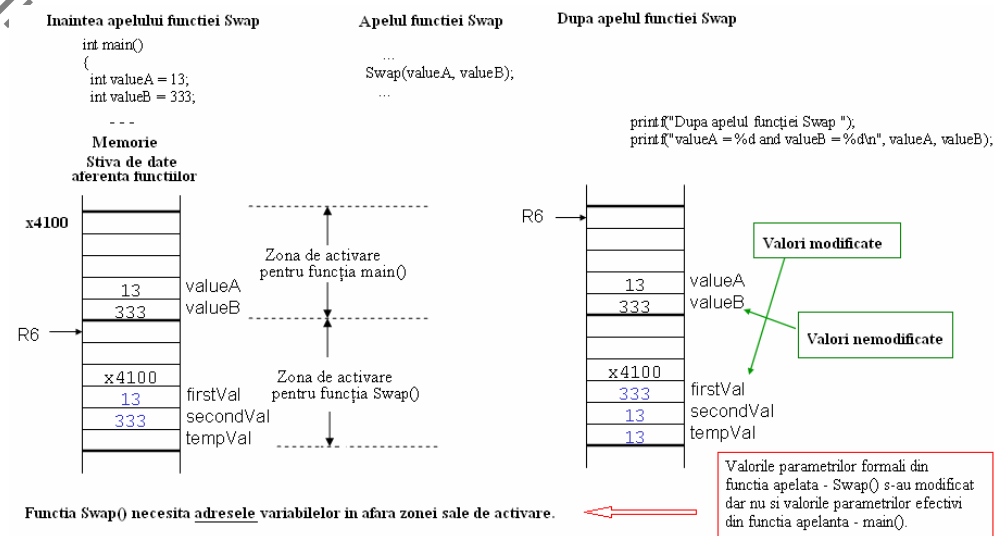 Inaintea apelului functiei Swap
Apelul functiei Swap
Dupa apelul functiei Swap
int main()
{
int valueA = 13;
int valueB = 333;
- - -
...
Swap(valueA, valueB);
...
printf("Dupa apelul funcţiei Swap ");
printf("valueA = %d and valueB = %d\n", valueA, valueB);
Memorie
Stiva de date
aferenta functiilor
x4100
13 valueA
333 valueB
R6
x4100
13 firstVal
333 secondVal
tempVal
Zona de activare
pentru funcţia main()
Zona de activare
pentru funcţia Swap()
R6
13 valueA
333 valueB
x4100
333 firstVal
13 secondVal
13 tempVal
Valori modificate
Valori nemodificate
Valorile parametrilor formali din
functia apelata - Swap() s-au modificat
dar nu si valorile parametrilor efectivi
din functia apelanta - main().
Functia Swap() necesita adresele variabilelor in afara zonei sale de activare.